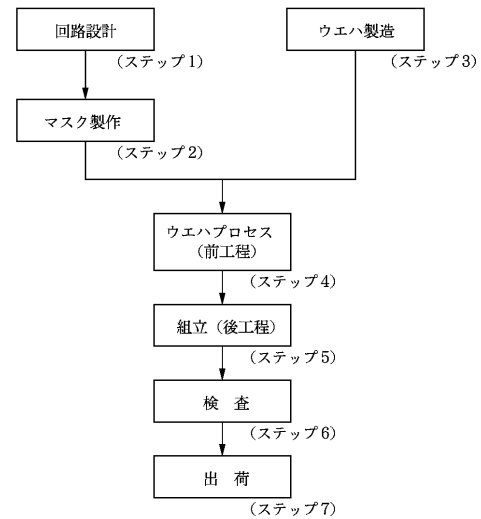 回路設計
(ステップ1)
ウエハ製造
(ステップ3)
マスク製作
(ステップ2)
ウエハプロセス
(前工程)
(ステップ4)
組立(後工程)
(ステップ5)
検 査
(ステップ6)
出 荷
(ステップ7)